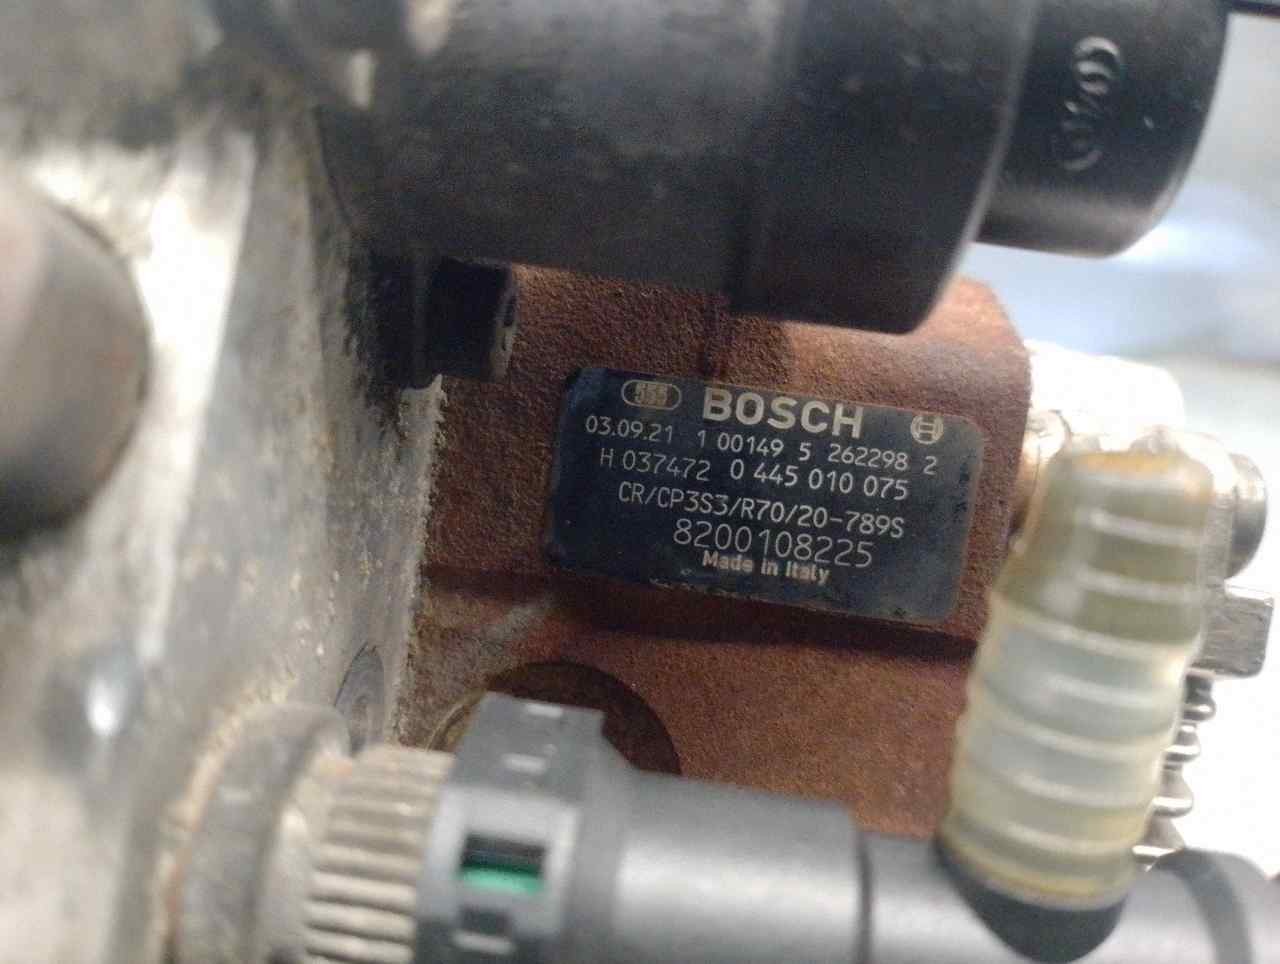 555 BOSCH
03.09.21 1 00149 5 262298 2
H 037472 0 445 010 075
CR/CP3S3/R70/20-789S
8200108225
Made in Italy